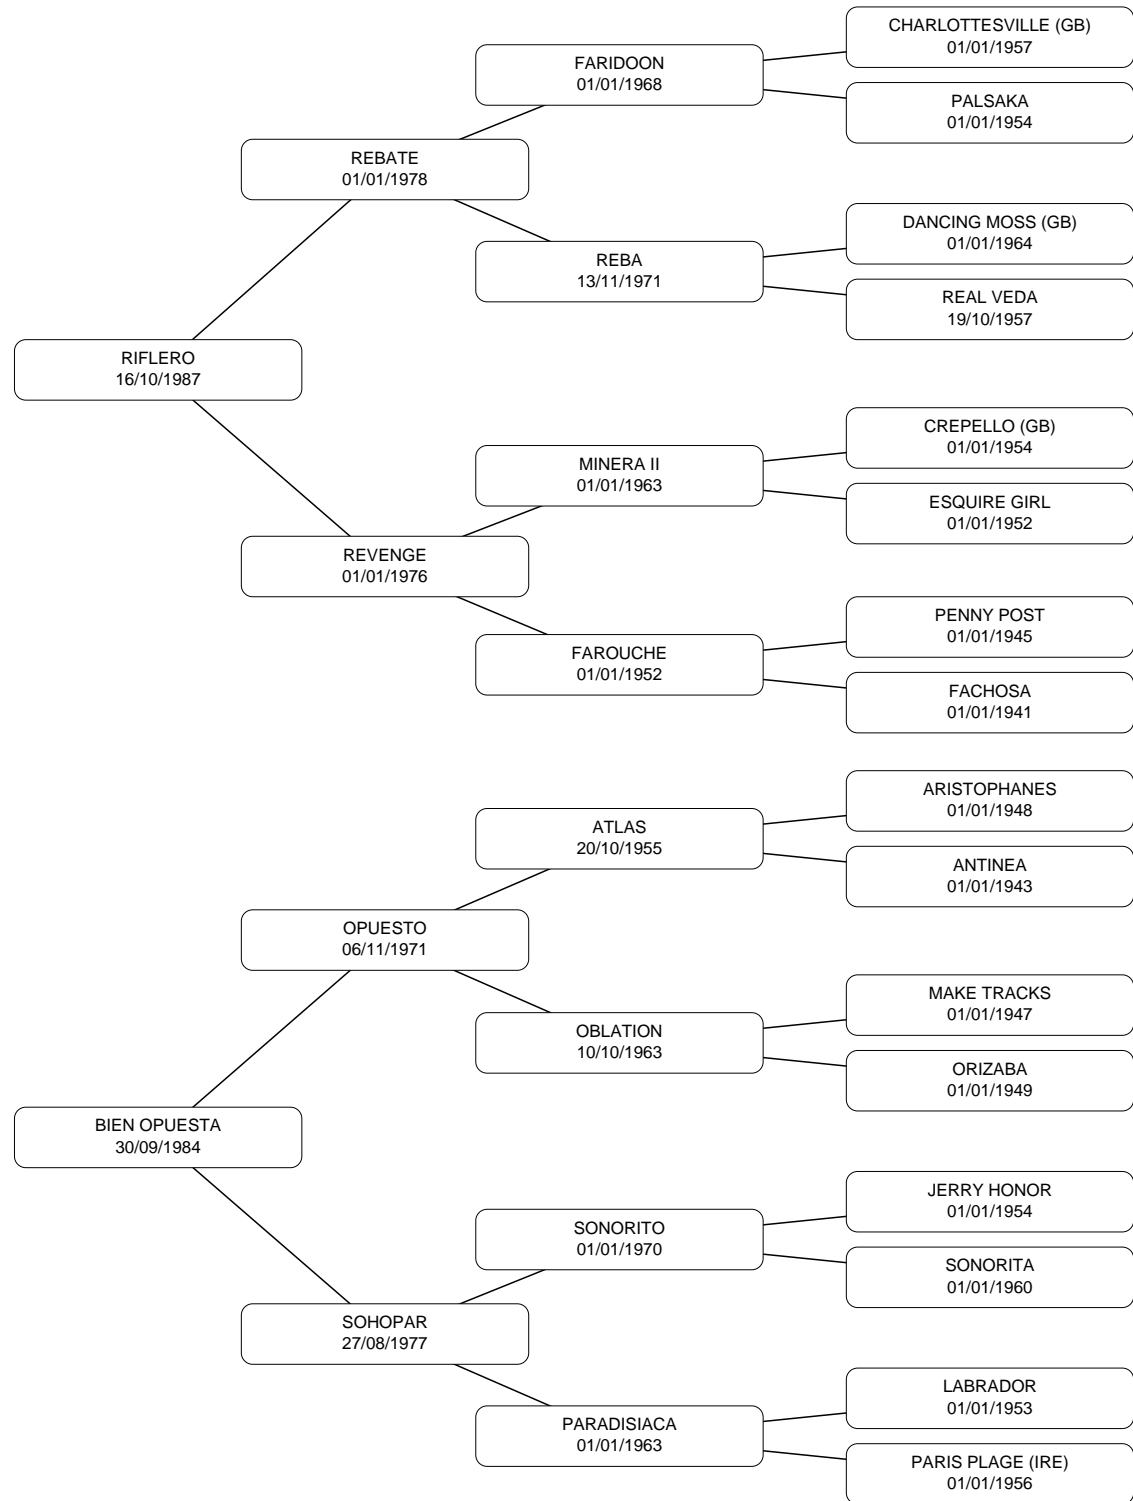 CHARLOTTESVILLE (GB)
01/01/1957
FARIDOON
01/01/1968
PALSAKA
01/01/1954
REBATE
01/01/1978
DANCING MOSS (GB)
01/01/1964
REBA
13/11/1971
REAL VEDA
19/10/1957
RIFLERO
16/10/1987
CREPELLO (GB)
01/01/1954
MINERA II
01/01/1963
ESQUIRE GIRL
01/01/1952
REVENGE
01/01/1976
PENNY POST
01/01/1945
FAROUCHE
01/01/1952
FACHOSA
01/01/1941
ARISTOPHANES
01/01/1948
ATLAS
20/10/1955
ANTINEA
01/01/1943
OPUESTO
06/11/1971
MAKE TRACKS
01/01/1947
OBLATION
10/10/1963
ORIZABA
01/01/1949
BIEN OPUESTA
30/09/1984
JERRY HONOR
01/01/1954
SONORITO
01/01/1970
SONORITA
01/01/1960
SOHOPAR
27/08/1977
LABRADOR
01/01/1953
PARADISIACA
01/01/1963
PARIS PLAGE (IRE)
01/01/1956